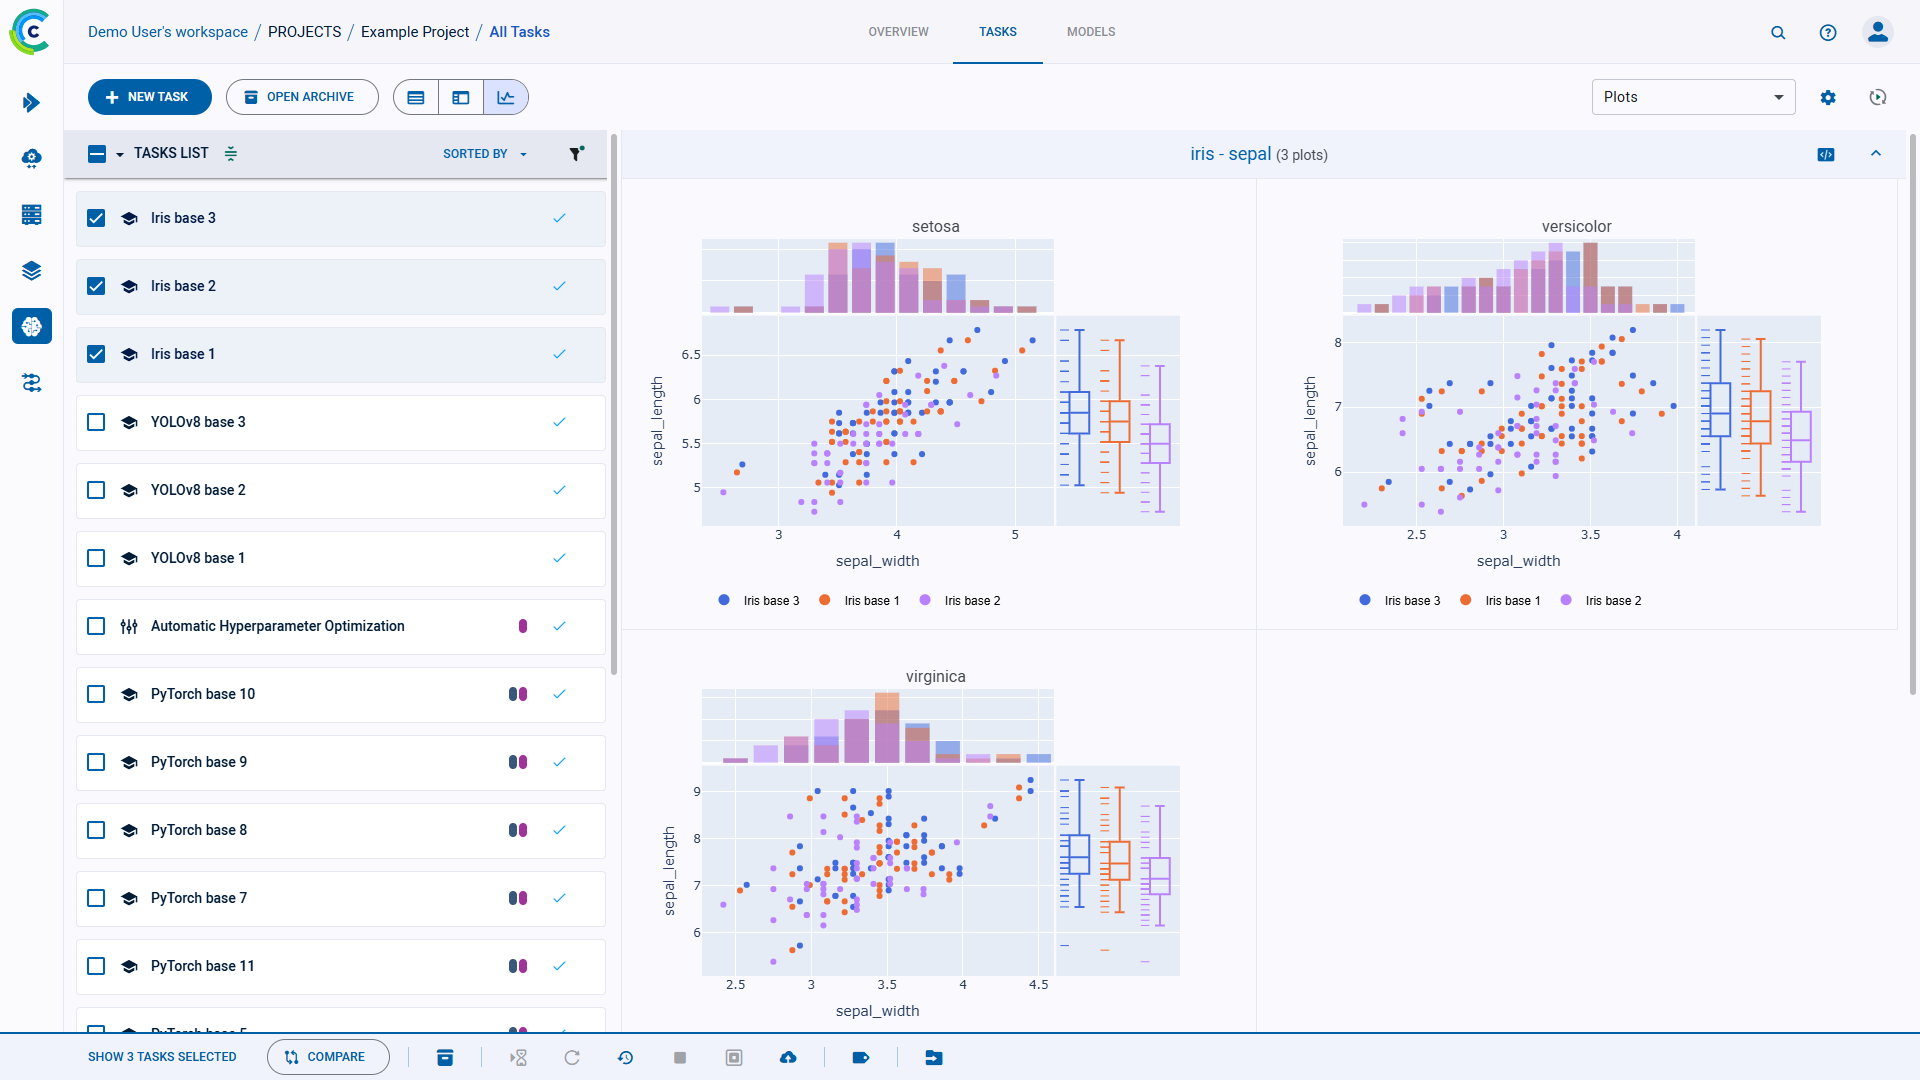 Demo User's workspace / PROJECTS / Example Project / All Tasks
OVERVIEW TASKS MODELS
NEW TASK
OPEN ARCHIVE
Plots
TASKS LIST
SORTED BY
Iris base 3
Iris base 2
Iris base 1
YOLOv8 base 3
YOLOv8 base 2
YOLOv8 base 1
Automatic Hyperparameter Optimization
PyTorch base 10
PyTorch base 9
PyTorch base 8
PyTorch base 7
PyTorch base 11
PyTorch base 5
iris - sepal (3 plots)
setosa
sepal_length
6.5
6
5.5
5
3 4 5
sepal_width
Iris base 3 Iris base 1 Iris base 2
versicolor
sepal_length
8
7
6
2.5 3 3.5 4
sepal_width
Iris base 3 Iris base 1 Iris base 2
virginica
sepal_length
9
8
7
6
2.5 3 3.5 4 4.5
sepal_width
SHOW 3 TASKS SELECTED
COMPARE